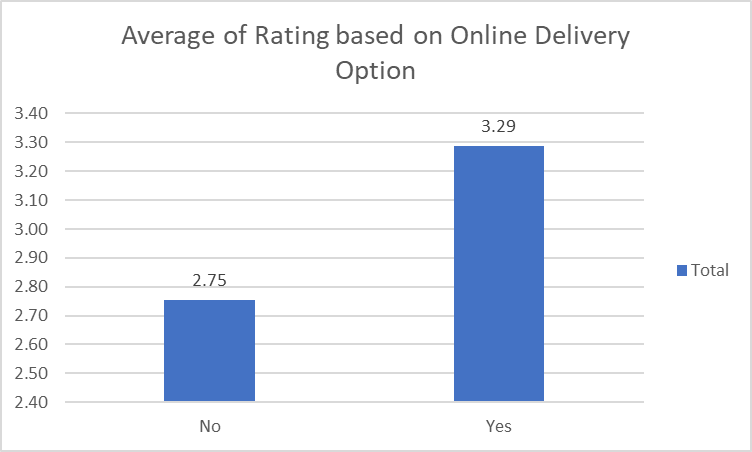 Average of Rating based on Online Delivery
Option
3.40
3.30
3.20
3.10
3.00
2.90
2.80
2.70
2.60
2.50
2.40
2.75
3.29
No
Yes
Total